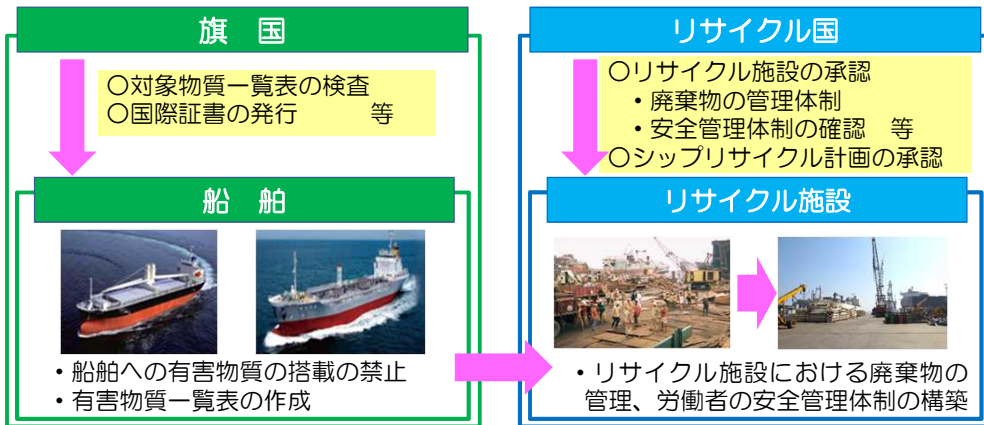 旗　国
〇対象物質一覧表の検査
〇国際証書の発行　　　等
船　舶
・船舶への有害物質の搭載の禁止
・有害物質一覧表の作成
リサイクル国
〇リサイクル施設の承認
・廃棄物の管理体制
・安全管理体制の確認　等
〇シップリサイクル計画の承認
リサイクル施設
・リサイクル施設における廃棄物の
管理、労働者の安全管理体制の構築